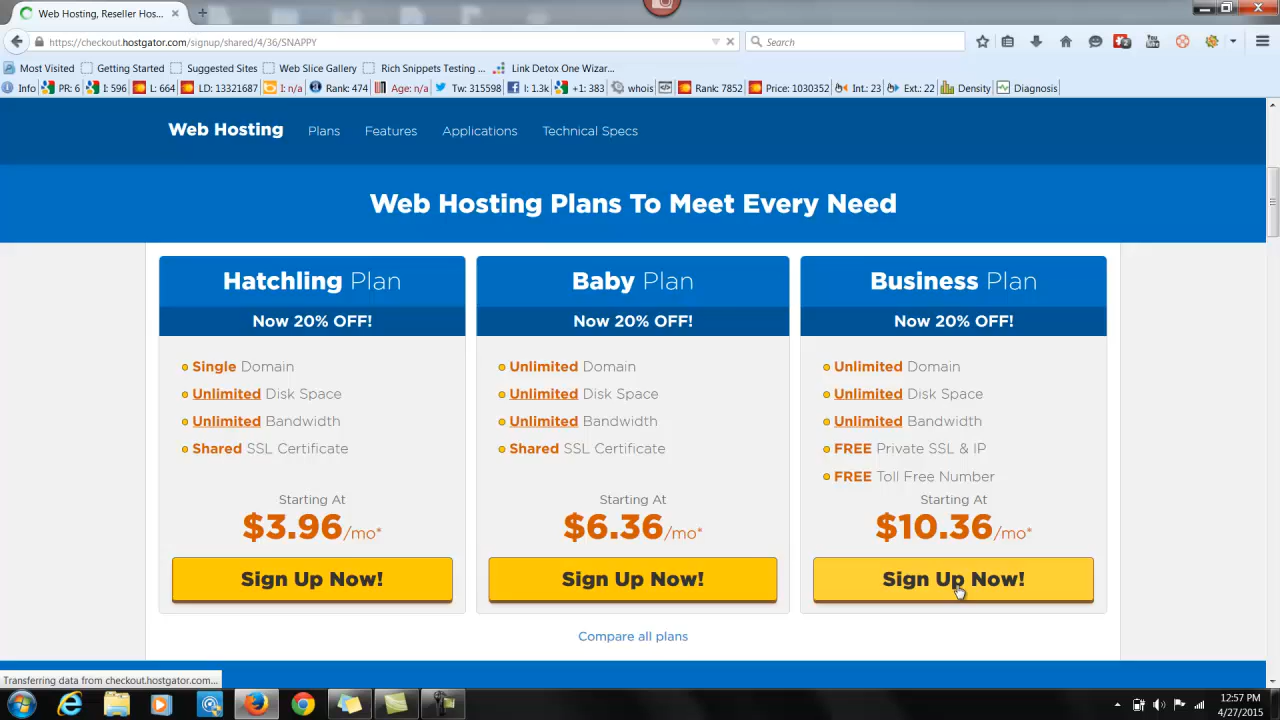 Web Hosting, Reseller Hos...
https://checkout.hostgator.com/signup/shared/4/36/SNAPPY
Search
Most Visited Getting Started Suggested Sites Web Slice Gallery Rich Snippets Testing ... Link Detox One Wizar...
Info PR: 6 I: 596 L: 664 LD: 13321687 I: n/a Rank: 474 Age: n/a Tw: 315598 I: 1.3k +1: 383 whois Rank: 7852 Price: 1030352 Int: 23 Ext.: 22 Density Diagnosis
Web Hosting Plans Features Applications Technical Specs
Web Hosting Plans To Meet Every Need
Hatchling Plan
Now 20% OFF!
Single Domain
Unlimited Disk Space
Unlimited Bandwidth
Shared SSL Certificate
Starting At
$3.96/mo*
Sign Up Now!
Baby Plan
Now 20% OFF!
Unlimited Domain
Unlimited Disk Space
Unlimited Bandwidth
Shared SSL Certificate
Starting At
$6.36/mo*
Sign Up Now!
Business Plan
Now 20% OFF!
Unlimited Domain
Unlimited Disk Space
Unlimited Bandwidth
FREE Private SSL & IP
FREE Toll Free Number
Starting At
$10.36/mo*
Sign Up Now!
Compare all plans
Transferring data from checkout.hostgator.com...
12:57 PM
4/27/2015